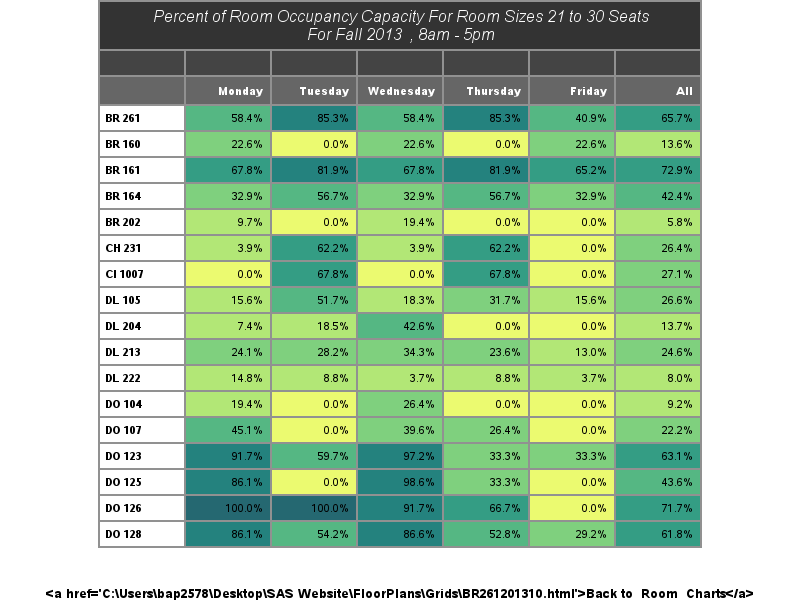 Percent of Room Occupancy Capacity For Room Sizes 21 to 30 Seats
For Fall 2013 , 8am - 5pm
Monday Tuesday Wednesday Thursday Friday All
BR 261 58.4% 85.3% 58.4% 85.3% 40.9% 65.7%
BR 160 22.6% 0.0% 22.6% 0.0% 22.6% 13.6%
BR 161 67.8% 81.9% 67.8% 81.9% 65.2% 72.9%
BR 164 32.9% 56.7% 32.9% 56.7% 32.9% 42.4%
BR 202 9.7% 0.0% 19.4% 0.0% 0.0% 5.8%
CH 231 3.9% 62.2% 3.9% 62.2% 0.0% 26.4%
CI 1007 0.0% 67.8% 0.0% 67.8% 0.0% 27.1%
DL 105 15.6% 51.7% 18.3% 31.7% 15.6% 26.6%
DL 204 7.4% 18.5% 42.6% 0.0% 0.0% 13.7%
DL 213 24.1% 28.2% 34.3% 23.6% 13.0% 24.6%
DL 222 14.8% 8.8% 3.7% 8.8% 3.7% 8.0%
DO 104 19.4% 0.0% 26.4% 0.0% 0.0% 9.2%
DO 107 45.1% 0.0% 39.6% 26.4% 0.0% 22.2%
DO 123 91.7% 59.7% 97.2% 33.3% 33.3% 63.1%
DO 125 86.1% 0.0% 98.6% 33.3% 0.0% 43.6%
DO 126 100.0% 100.0% 91.7% 66.7% 0.0% 71.7%
DO 128 86.1% 54.2% 86.6% 52.8% 29.2% 61.8%
<a href='C:\Users\bap2578\Desktop\SAS Website\FloorPlans\Grids\BR261201310.html'>Back to Room Charts</a>